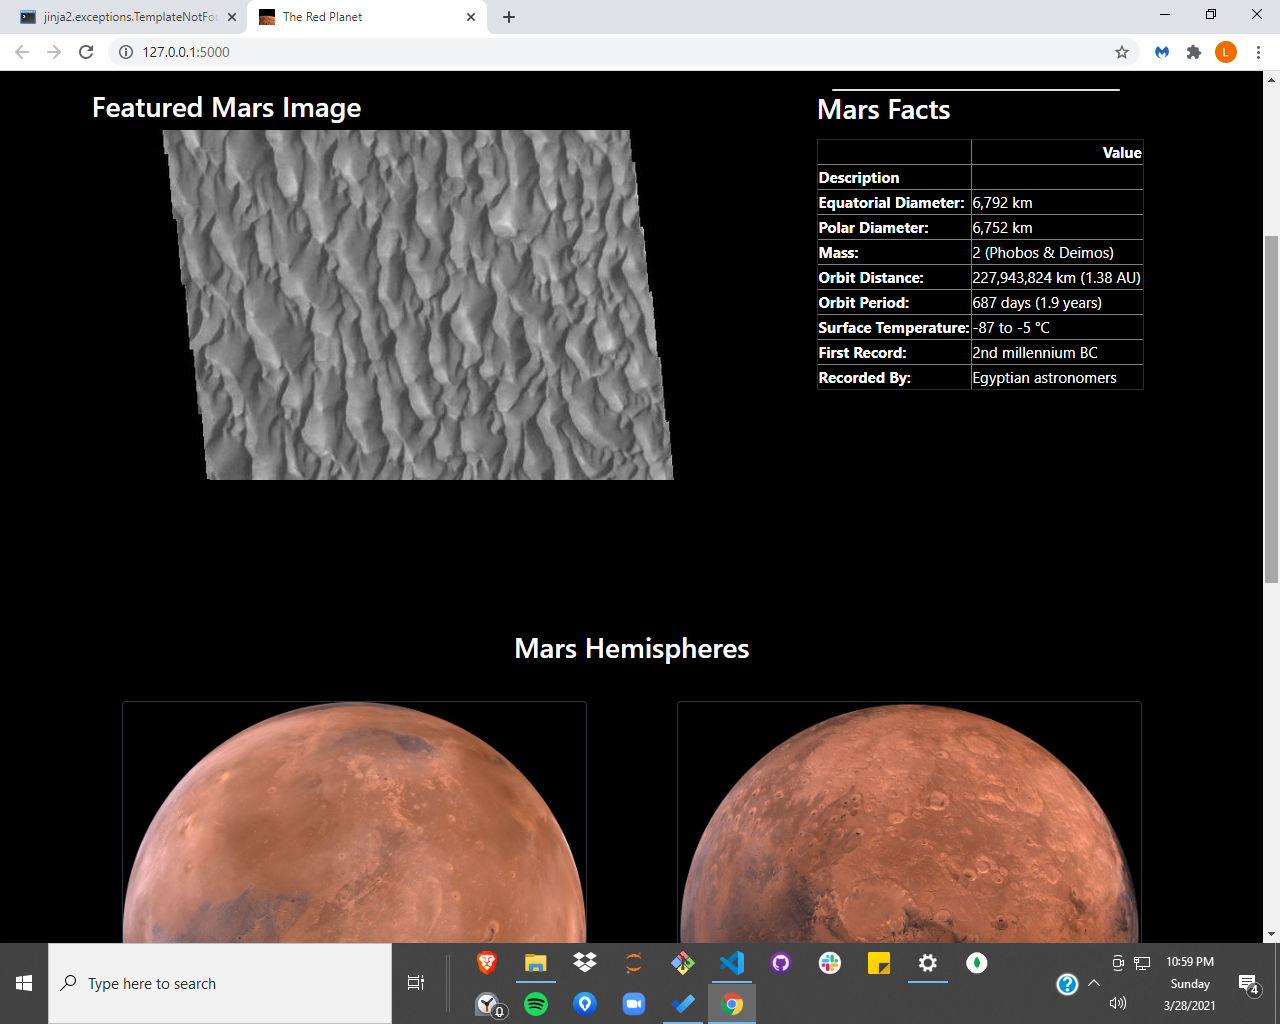 jinja2.exceptions.TemplateNotFo
The Red Planet
127.0.0.1:5000
L
Featured Mars Image
Mars Facts
Value
Description
Equatorial Diameter: 6,792 km
Polar Diameter: 6,752 km
Mass: 2 (Phobos & Deimos)
Orbit Distance: 227,943,824 km (1.38 AU)
Orbit Period: 687 days (1.9 years)
Surface Temperature: -87 to -5 °C
First Record: 2nd millennium BC
Recorded By: Egyptian astronomers
Mars Hemispheres
Type here to search
0
10:59 PM
Sunday
3/28/2021
4